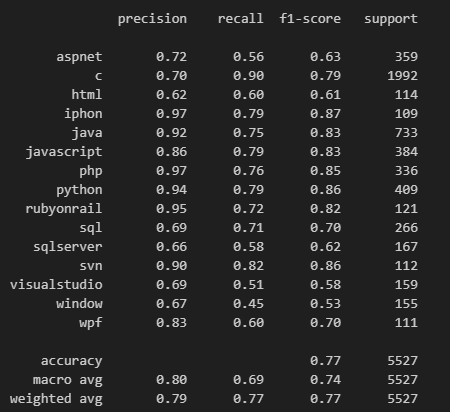 precision recall f1-score support
aspnet 0.72 0.56 0.63 359
c 0.70 0.90 0.79 1992
html 0.62 0.60 0.61 114
iphon 0.97 0.79 0.87 109
java 0.92 0.75 0.83 733
javascript 0.86 0.79 0.83 384
php 0.97 0.76 0.85 336
python 0.94 0.79 0.86 409
rubyonrail 0.95 0.72 0.82 121
sql 0.69 0.71 0.70 266
sqlserver 0.66 0.58 0.62 167
svn 0.90 0.82 0.86 112
visualstudio 0.69 0.51 0.58 159
window 0.67 0.45 0.53 155
wpf 0.83 0.60 0.70 111
accuracy 0.77 5527
macro avg 0.80 0.69 0.74 5527
weighted avg 0.79 0.77 0.77 5527